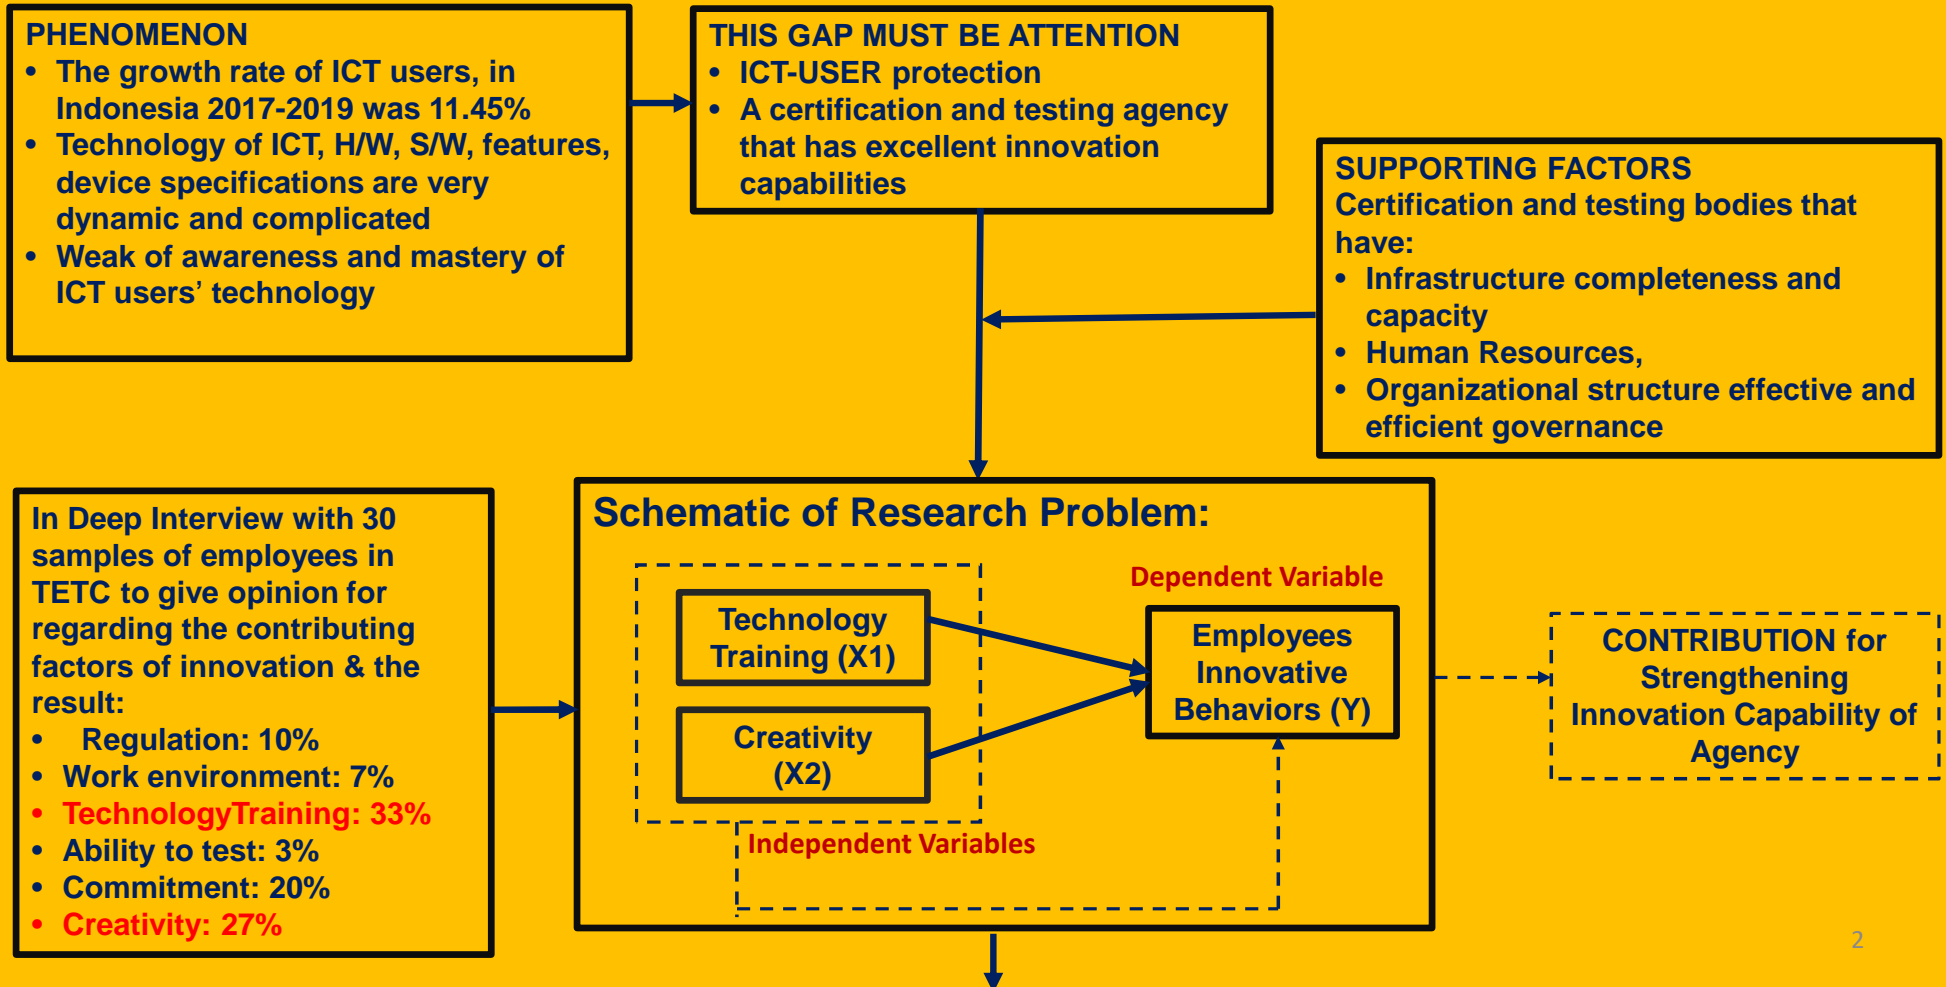 PHENOMENON
• The growth rate of ICT users, in
Indonesia 2017-2019 was 11.45%
• Technology of ICT, H/W, S/W, features,
device specifications are very
dynamic and complicated
• Weak of awareness and mastery of
ICT users’ technology
THIS GAP MUST BE ATTENTION
• ICT-USER protection
• A certification and testing agency
that has excellent innovation
capabilities
SUPPORTING FACTORS
Certification and testing bodies that
have:
• Infrastructure completeness and
capacity
• Human Resources,
• Organizational structure effective and
efficient governance
In Deep Interview with 30
samples of employees in
TETC to give opinion for
regarding the contributing
factors of innovation & the
result:
• Regulation: 10%
• Work environment: 7%
• TechnologyTraining: 33%
• Ability to test: 3%
• Commitment: 20%
• Creativity: 27%
Schematic of Research Problem:
Technology
Training (X1)
Creativity
(X2)
Independent Variables
Dependent Variable
Employees
Innovative
Behaviors (Y)
CONTRIBUTION for
Strengthening
Innovation Capability of
Agency
2